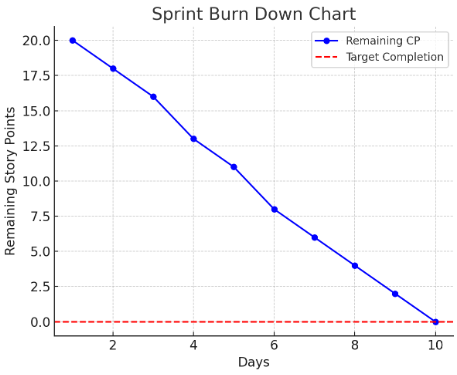 Sprint Burn Down Chart
Remaining CP
Target Completion
Remaining Story Points
20.0
17.5
15.0
12.5
10.0
7.5
5.0
2.5
0.0
2 4 6 8 10
Days